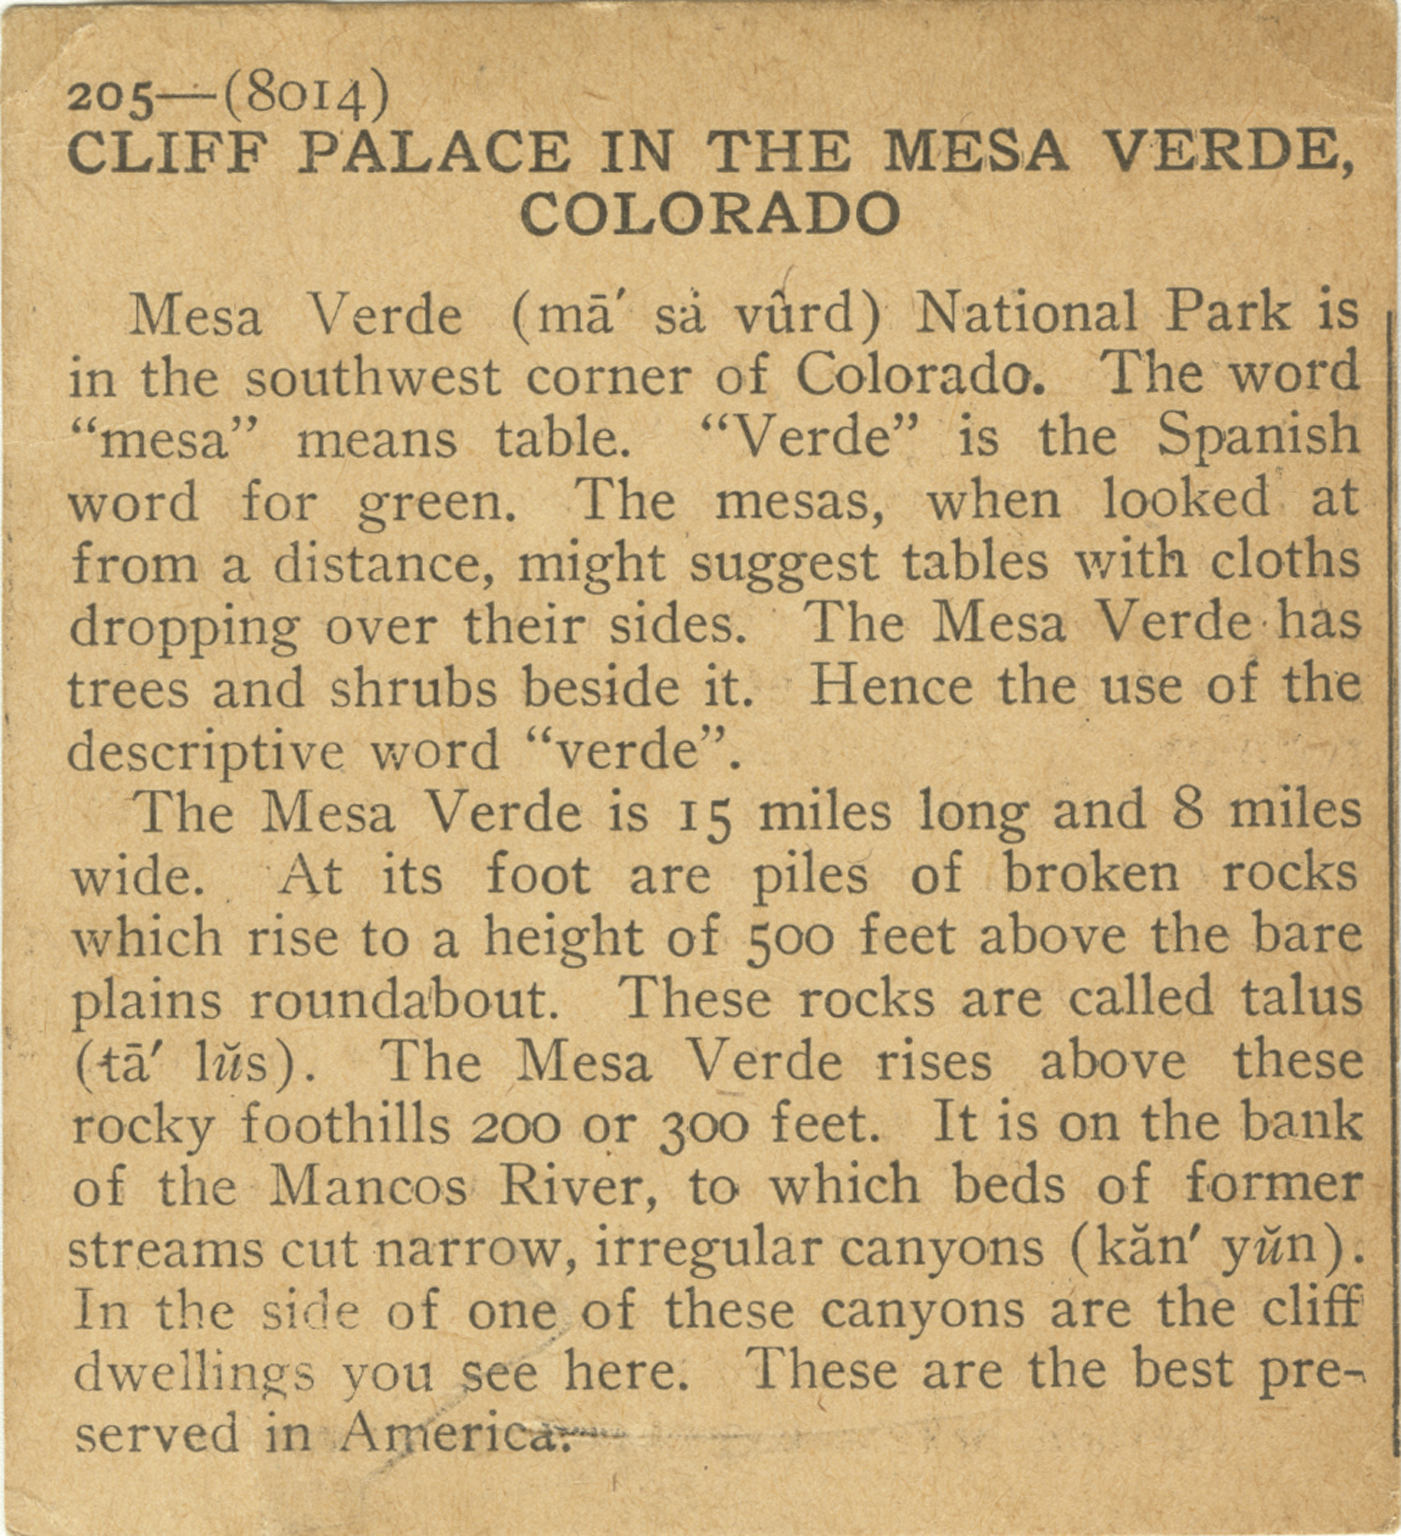 205—(8014)
CLIFF PALACE IN THE MESA VERDE,
COLORADO
Mesa Verde (mā′ sȧ vûrd) National Park is
in the southwest corner of Colorado. The word
“mesa” means table. “Verde” is the Spanish
word for green. The mesas, when looked at
from a distance, might suggest tables with cloths
dropping over their sides. The Mesa Verde has
trees and shrubs beside it. Hence the use of the
descriptive word “verde”.
The Mesa Verde is 15 miles long and 8 miles
wide. At its foot are piles of broken rocks
which rise to a height of 500 feet above the bare
plains roundabout. These rocks are called talus
(tā′ lŭs). The Mesa Verde rises above these
rocky foothills 200 or 300 feet. It is on the bank
of the Mancos River, to which beds of former
streams cut narrow, irregular canyons (kăn′ yŭn).
In the side of one of these canyons are the cliff
dwellings you see here. These are the best pre-
served in America.